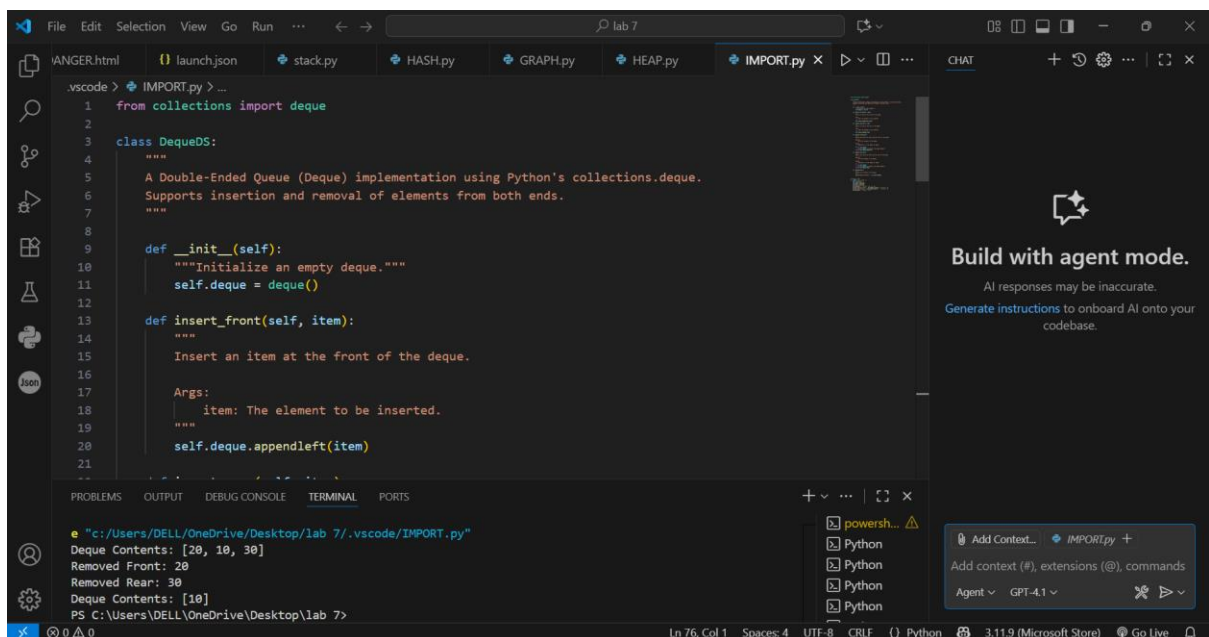 File Edit Selection View Go Run ··· lab 7
ANGER.html {} launch.json stack.py HASH.py GRAPH.py HEAP.py IMPORT.py
.vscode > IMPORT.py > ...
1 from collections import deque
2
3 class DequeDS:
4 """
5 A Double-Ended Queue (Deque) implementation using Python's collections.deque.
6 Supports insertion and removal of elements from both ends.
7 """
8
9 def __init__(self):
10 """Initialize an empty deque."""
11 self.deque = deque()
12
13 def insert_front(self, item):
14 """
15 Insert an item at the front of the deque.
16
17 Args:
18 item: The element to be inserted.
19 """
20 self.deque.appendleft(item)
21
PROBLEMS OUTPUT DEBUG CONSOLE TERMINAL PORTS
e "c:/Users/DELL/OneDrive/Desktop/lab 7/.vscode/IMPORT.py"
Deque Contents: [20, 10, 30]
Removed Front: 20
Removed Rear: 30
Deque Contents: [10]
PS C:\Users\DELL\OneDrive\Desktop\lab 7>
powersh...
Python
Python
Python
Python
CHAT
Build with agent mode.
AI responses may be inaccurate.
Generate instructions to onboard AI onto your
codebase.
Add Context... IMPORT.py +
Add context (#), extensions (@), commands
Agent GPT-4.1
Json
0 0 Ln 76, Col 1 Spaces: 4 UTF-8 CRLF {} Python 3.11.9 (Microsoft Store) Go Live